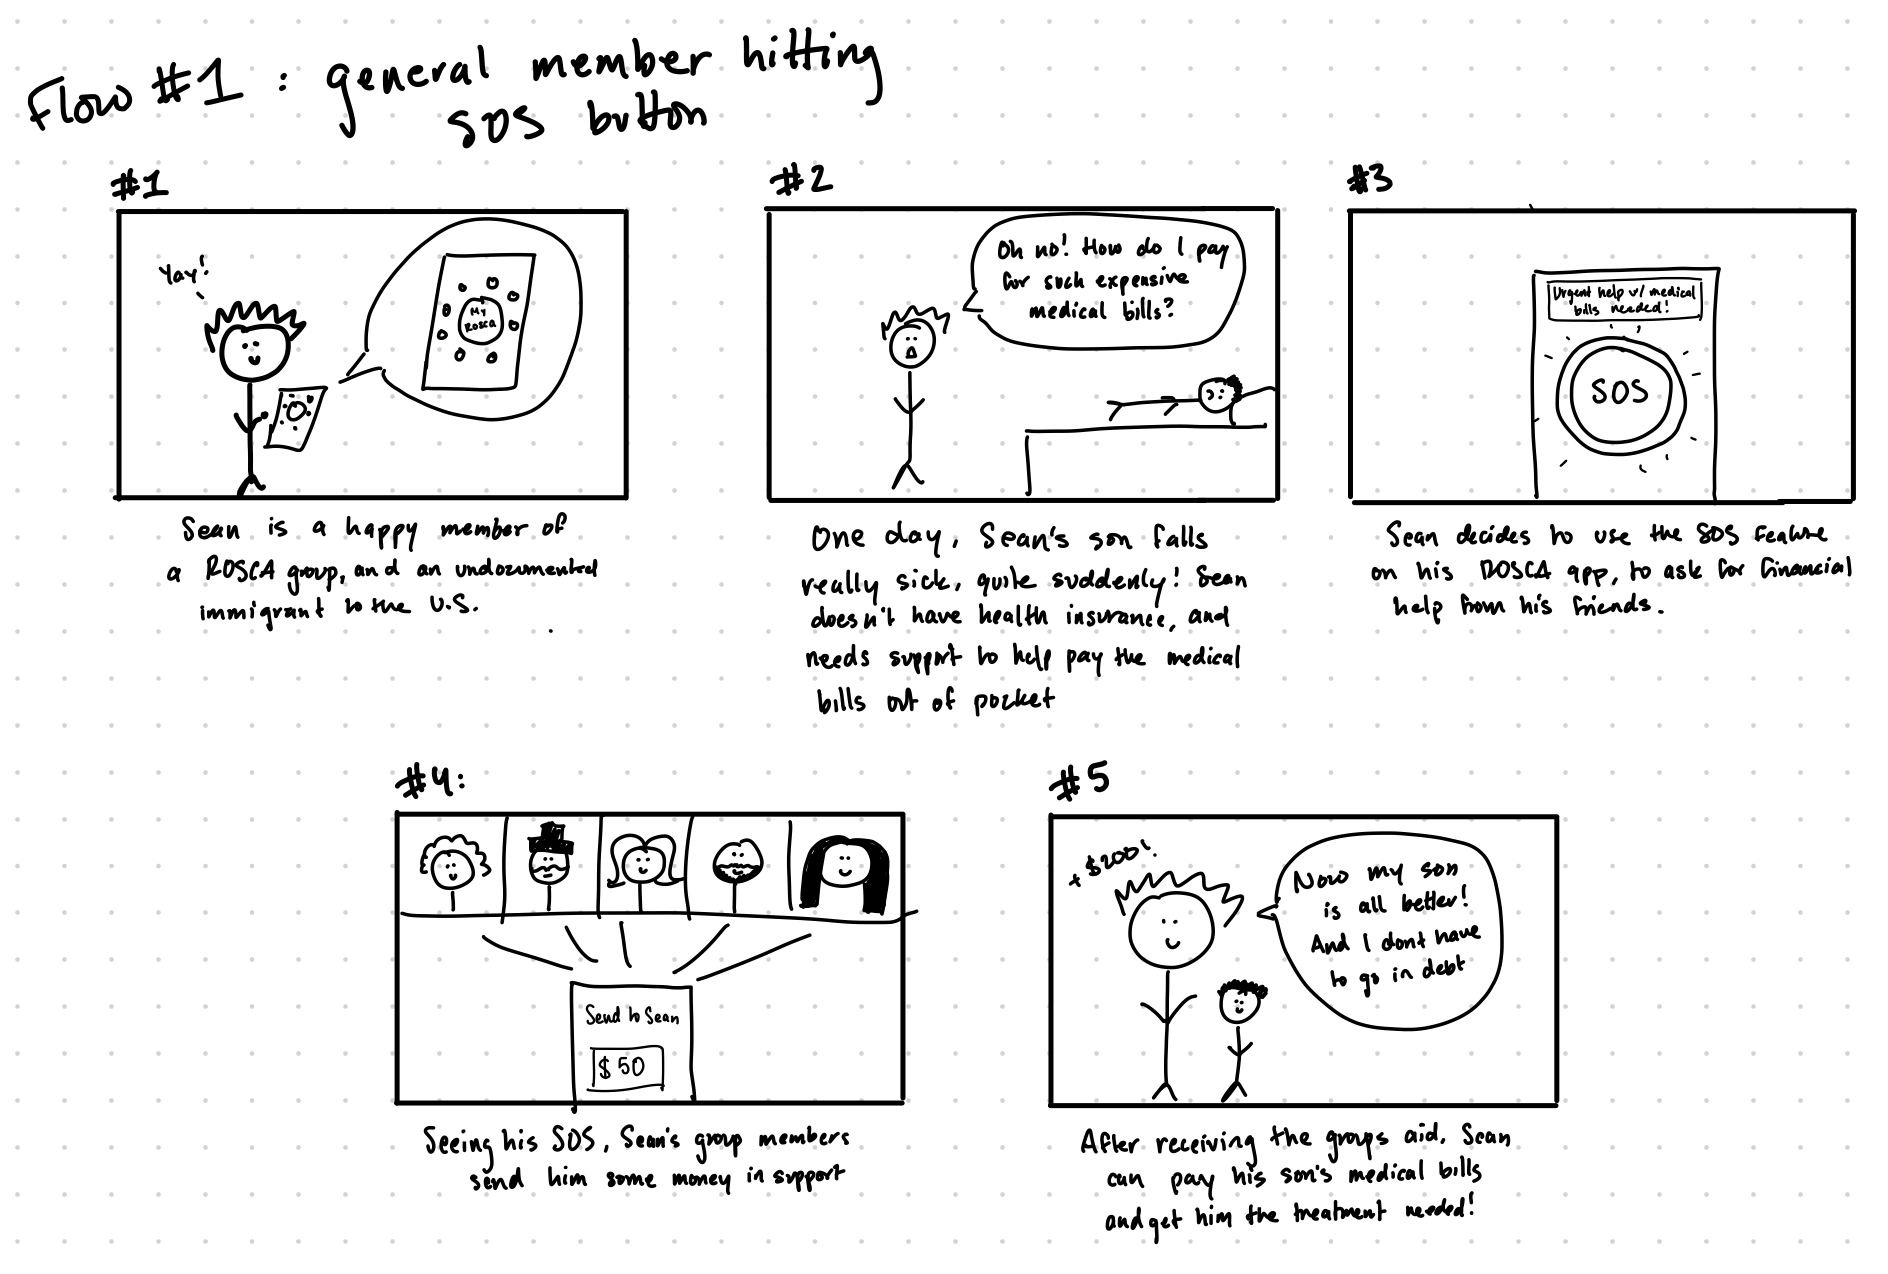 Flow #1 : general member hitting
SOS button
#1
Yay!
My
Rosca
Sean is a happy member of
a ROSCA group, and an undocumented
immigrant to the U.S.
#2
Oh no! How do I pay
for such expensive
medical bills?
One day, Sean's son falls
really sick, quite suddenly! Sean
doesn't have health insurance, and
needs support to help pay the medical
bills out of pocket
#3
Urgent help w/ medical
bills needed!
SOS
Sean decides to use the SOS feature
on his ROSCA app, to ask for financial
help from his friends.
#4:
Send to Sean
$50
Seeing his SOS, Sean's group members
send him some money in support
#5
+ $200!
Now my son
is all better!
And I dont have
to go in debt
After receiving the groups aid, Sean
can pay his son's medical bills
and get him the treatment needed!